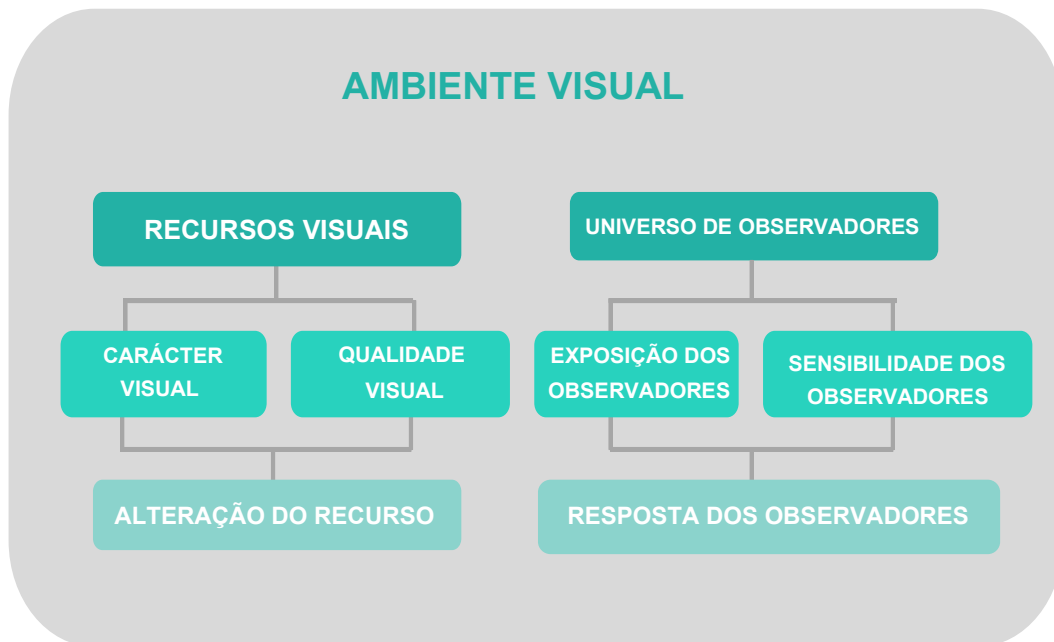 AMBIENTE VISUAL
RECURSOS VISUAIS
UNIVERSO DE OBSERVADORES
CARÁCTER
VISUAL
QUALIDADE
VISUAL
EXPOSIÇÃO DOS
OBSERVADORES
SENSIBILIDADE DOS
OBSERVADORES
ALTERAÇÃO DO RECURSO
RESPOSTA DOS OBSERVADORES